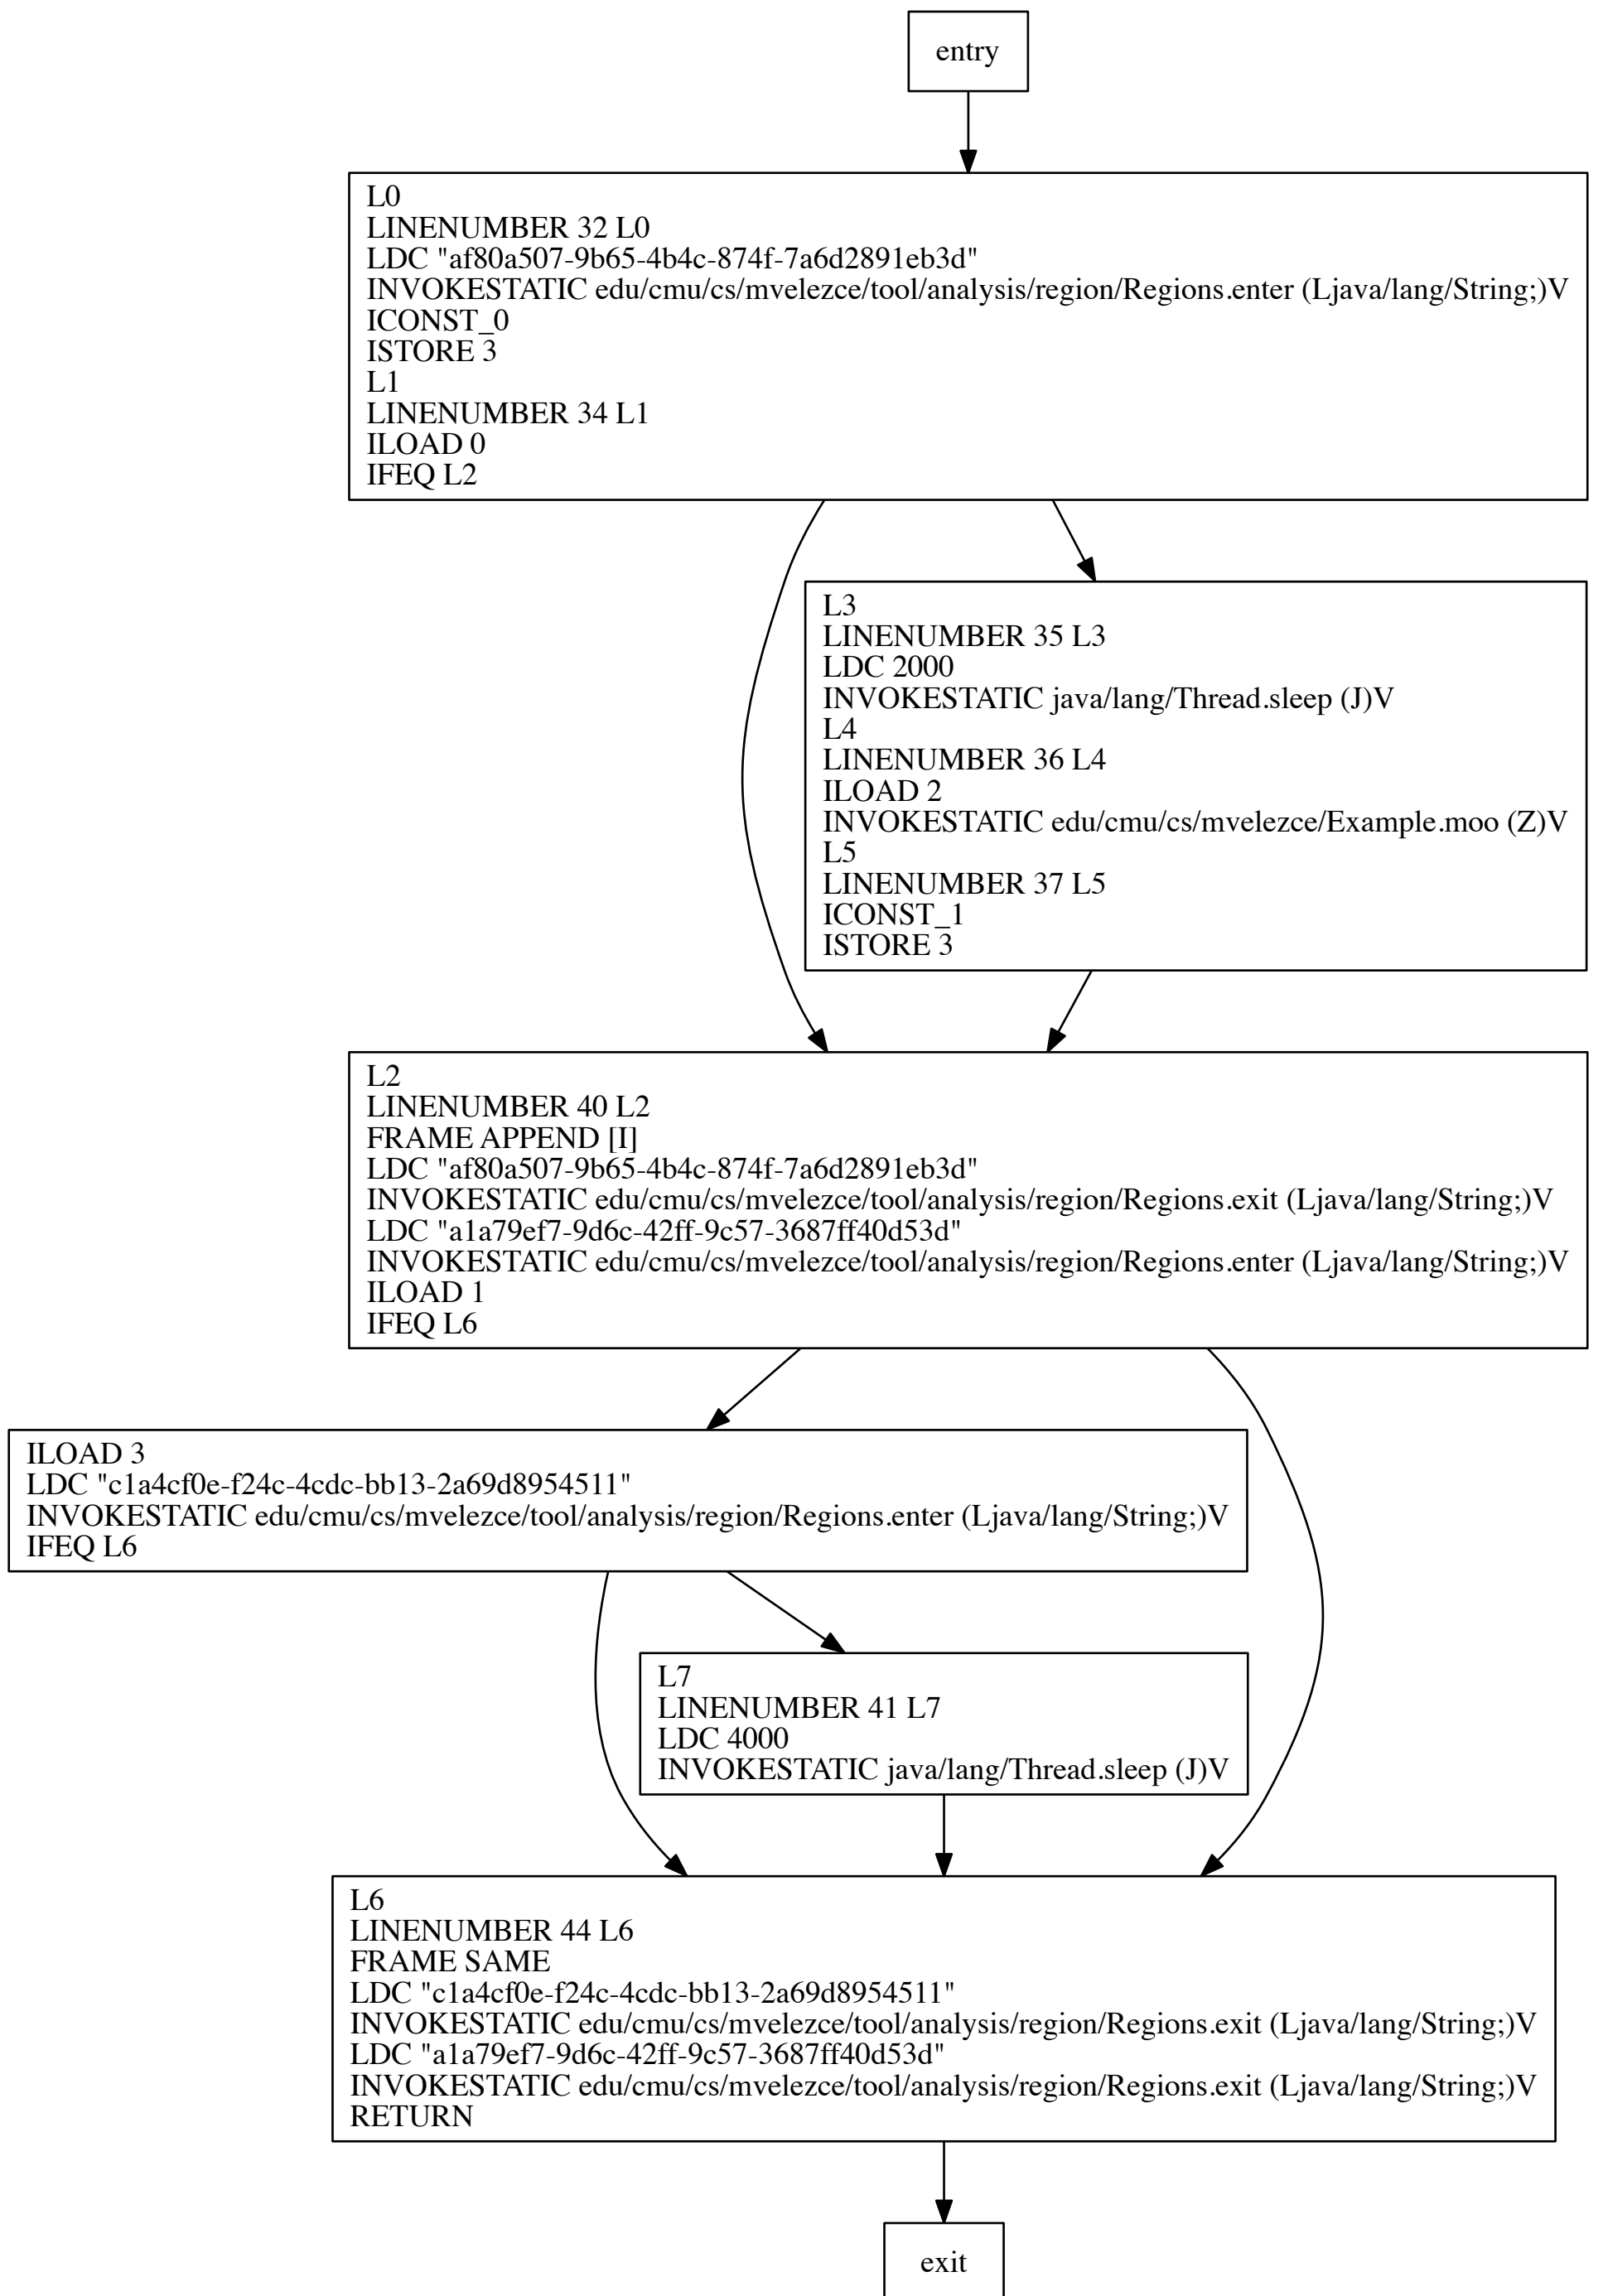 entry
L0
LINENUMBER 32 L0
LDC "af80a507-9b65-4b4c-874f-7a6d2891eb3d"
INVOKESTATIC edu/cmu/cs/mvelezce/tool/analysis/region/Regions.enter (Ljava/lang/String;)V
ICONST_0
ISTORE 3
L1
LINENUMBER 34 L1
ILOAD 0
IFEQ L2
L3
LINENUMBER 35 L3
LDC 2000
INVOKESTATIC java/lang/Thread.sleep (J)V
L4
LINENUMBER 36 L4
ILOAD 2
INVOKESTATIC edu/cmu/cs/mvelezce/Example.moo (Z)V
L5
LINENUMBER 37 L5
ICONST_1
ISTORE 3
L2
LINENUMBER 40 L2
FRAME APPEND [I]
LDC "af80a507-9b65-4b4c-874f-7a6d2891eb3d"
INVOKESTATIC edu/cmu/cs/mvelezce/tool/analysis/region/Regions.exit (Ljava/lang/String;)V
LDC "a1a79ef7-9d6c-42ff-9c57-3687ff40d53d"
INVOKESTATIC edu/cmu/cs/mvelezce/tool/analysis/region/Regions.enter (Ljava/lang/String;)V
ILOAD 1
IFEQ L6
ILOAD 3
LDC "c1a4cf0e-f24c-4cdc-bb13-2a69d8954511"
INVOKESTATIC edu/cmu/cs/mvelezce/tool/analysis/region/Regions.enter (Ljava/lang/String;)V
IFEQ L6
L7
LINENUMBER 41 L7
LDC 4000
INVOKESTATIC java/lang/Thread.sleep (J)V
L6
LINENUMBER 44 L6
FRAME SAME
LDC "c1a4cf0e-f24c-4cdc-bb13-2a69d8954511"
INVOKESTATIC edu/cmu/cs/mvelezce/tool/analysis/region/Regions.exit (Ljava/lang/String;)V
LDC "a1a79ef7-9d6c-42ff-9c57-3687ff40d53d"
INVOKESTATIC edu/cmu/cs/mvelezce/tool/analysis/region/Regions.exit (Ljava/lang/String;)V
RETURN
exit